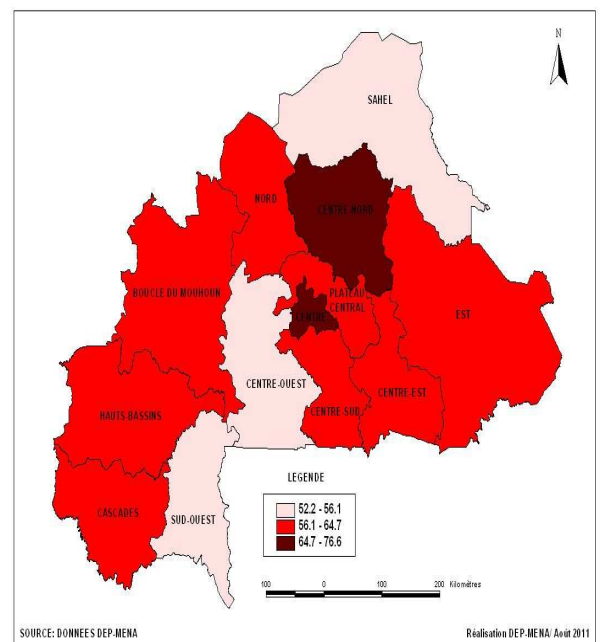 N
SAHEL
NORD
CENTRE-NORD
BOUCLE DU MOUHOUN
PLATEAU
CENTRAL
CENTRE
EST
CENTRE-OUEST
CENTRE-EST
CENTRE-SUD
HAUTS-BASSINS
CASCADES
SUD-OUEST
LEGENDE
52.2 - 56.1
56.1 - 64.7
64.7 - 76.6
100 0 100 200 Kilomètres
SOURCE: DONNEES DEP-MENA
Réalisation DEP-MENA/ Août 2011